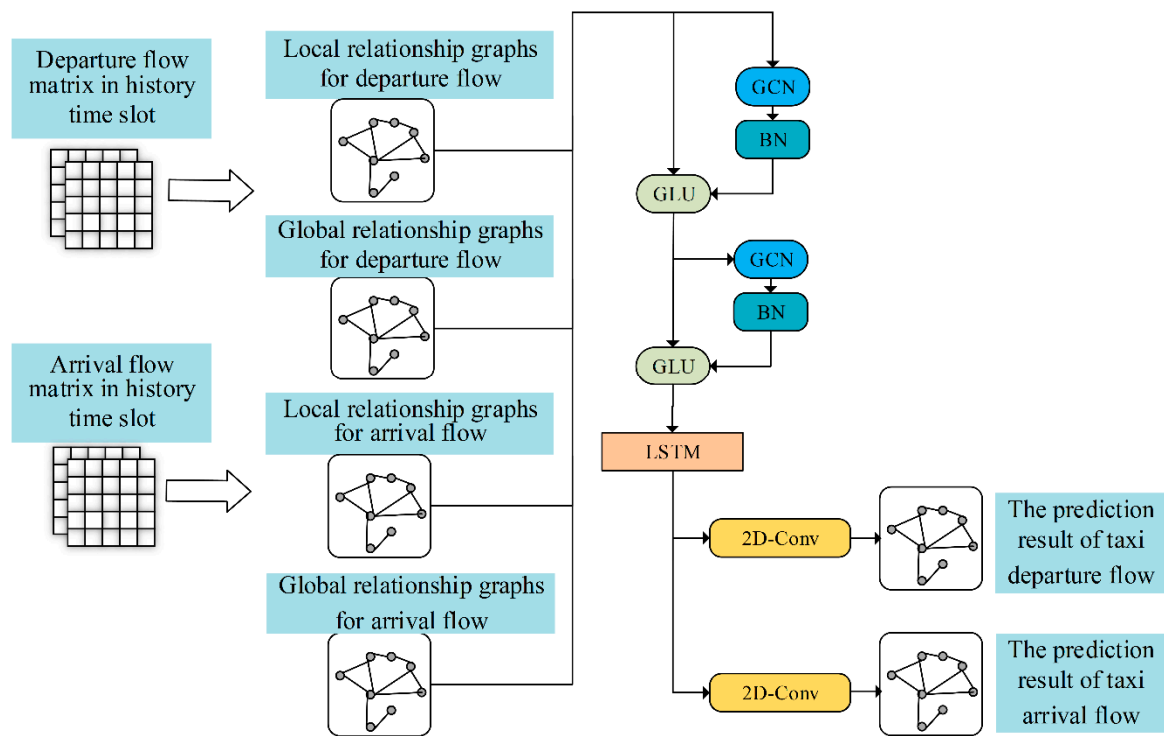 Departure flow
matrix in history
time slot
Arrival flow
matrix in history
time slot
Local relationship graphs
for departure flow
Global relationship graphs
for departure flow
Local relationship graphs
for arrival flow
Global relationship graphs
for arrival flow
GCN
BN
GLU
GCN
BN
GLU
LSTM
2D-Conv
The prediction
result of taxi
departure flow
2D-Conv
The prediction
result of taxi
arrival flow